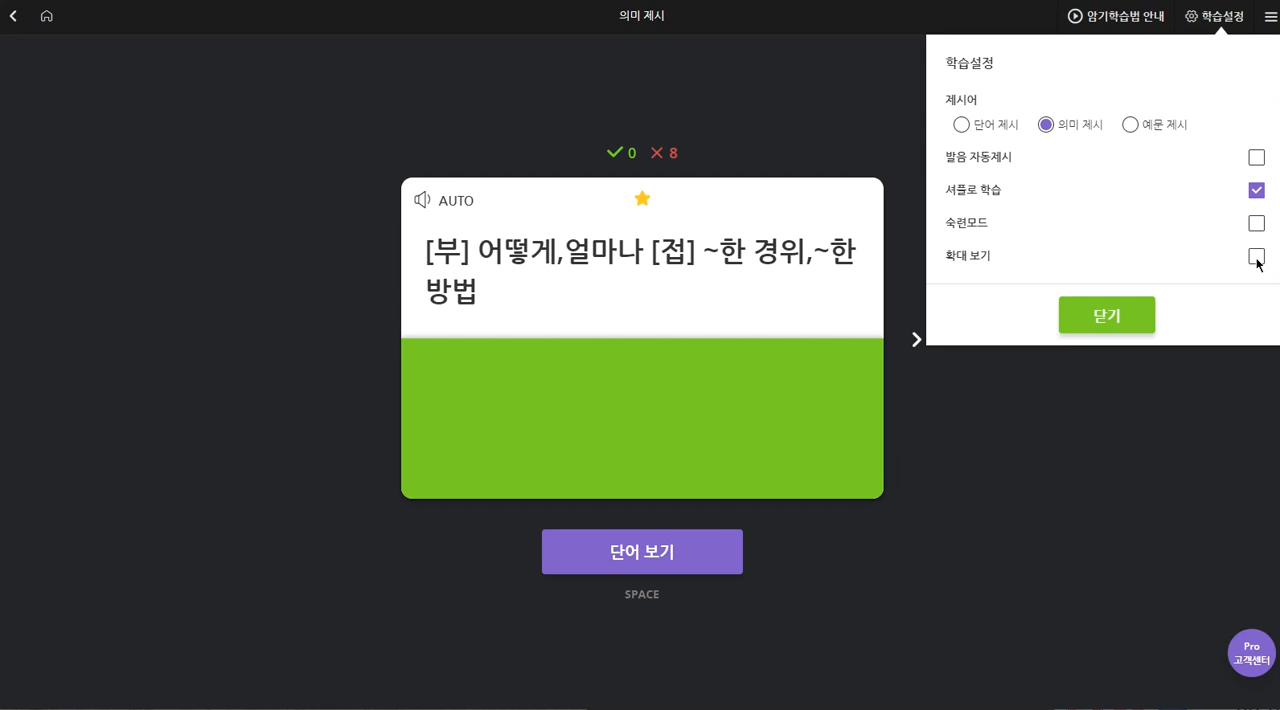 의미 제시
암기학습법 안내
학습설정
학습설정
제시어
단어 제시
의미 제시
예문 제시
발음 자동제시
셔플로 학습
숙련모드
확대 보기
닫기
0
8
AUTO
[부] 어떻게,얼마나 [접] ~한 경위,~한
방법
단어 보기
SPACE
Pro
고객센터